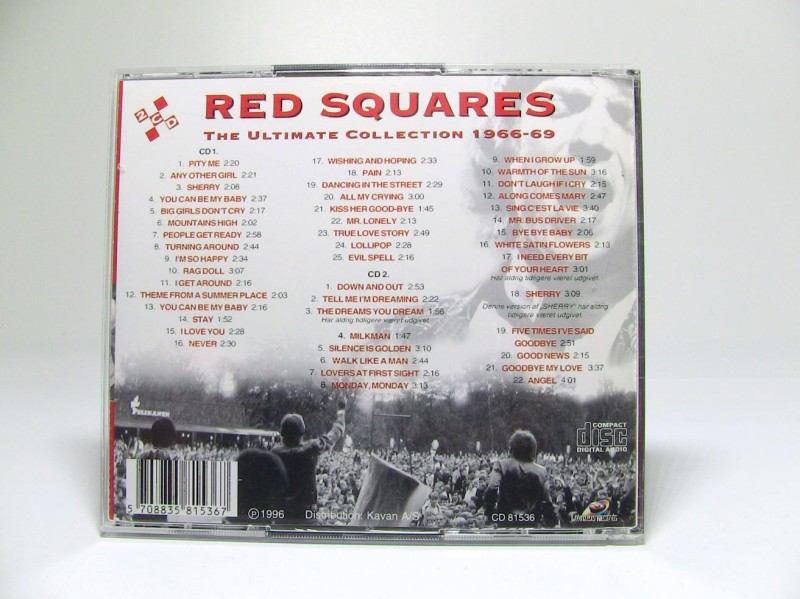 2CD
RED SQUARES
THE ULTIMATE COLLECTION 1966-69
CD 1.
1. PITY ME 2:20
2. ANY OTHER GIRL 2:21
3. SHERRY 2:08
4. YOU CAN BE MY BABY 2:37
5. BIG GIRLS DON'T CRY 2:17
6. MOUNTAINS HIGH 2:02
7. PEOPLE GET READY 2:58
8. TURNING AROUND 2:44
9. I'M SO HAPPY 2:34
10. RAG DOLL 3:07
11. I GET AROUND 2:16
12. THEME FROM A SUMMER PLACE 2:03
13. YOU CAN BE MY BABY 2:16
14. STAY 1:52
15. I LOVE YOU 2:28
16. NEVER 2:30
17. WISHING AND HOPING 2:33
18. PAIN 2:13
19. DANCING IN THE STREET 2:29
20. ALL MY CRYING 3:00
21. KISS HER GOOD-BYE 1:45
22. MR. LONELY 2:13
23. TRUE LOVE STORY 2:49
24. LOLLIPOP 2:28
25. EVIL SPELL 2:16
CD 2.
1. DOWN AND OUT 2:53
2. TELL ME I'M DREAMING 2:22
3. THE DREAMS YOU DREAM 1:56
Har aldrig tidligere været udgivet.
4. MILKMAN 1:47
5. SILENCE IS GOLDEN 3:10
6. WALK LIKE A MAN 2:44
7. LOVERS AT FIRST SIGHT 2:16
8. MONDAY, MONDAY 3:13
9. WHEN I GROW UP 1:59
10. WARMTH OF THE SUN 3:16
11. DON'T LAUGH IF I CRY 2:15
12. ALONG COMES MARY 2:47
13. SING C'EST LA VIE 3:40
14. MR. BUS DRIVER 2:17
15. BYE BYE BABY 2:06
16. WHITE SATIN FLOWERS 2:13
17. I NEED EVERY BIT
OF YOUR HEART 3:01
Har aldrig tidligere været udgivet.
18. SHERRY 3:09
Denne version af „SHERRY" har aldrig
tidligere været udgivet.
19. FIVE TIMES I'VE SAID
GOODBYE 2:51
20. GOOD NEWS 2:15
21. GOODBYE MY LOVE 3:37
22. ANGEL 4:01
PELIKANEN
COMPACT
disc
DIGITAL AUDIO
5 708835 815367
℗ 1996
Distribution: Kavan A/S
CD 81536